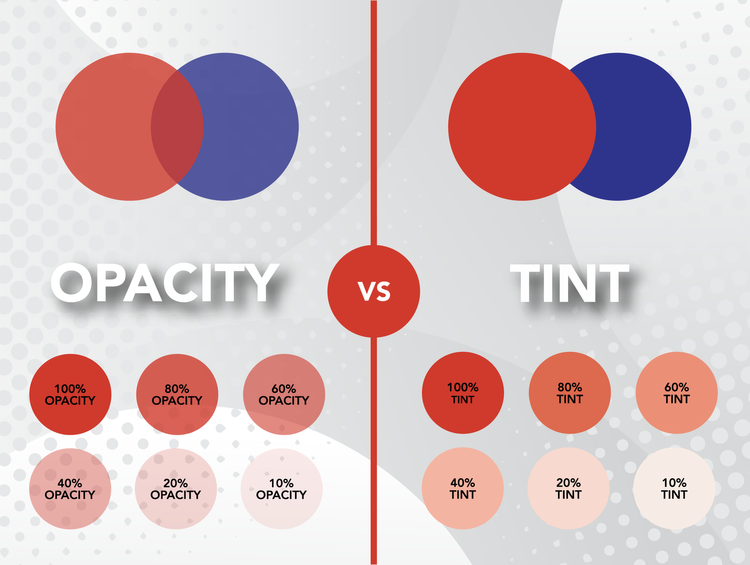 OPACITY
VS
TINT
100%
OPACITY
80%
OPACITY
60%
OPACITY
40%
OPACITY
20%
OPACITY
10%
OPACITY
100%
TINT
80%
TINT
60%
TINT
40%
TINT
20%
TINT
10%
TINT